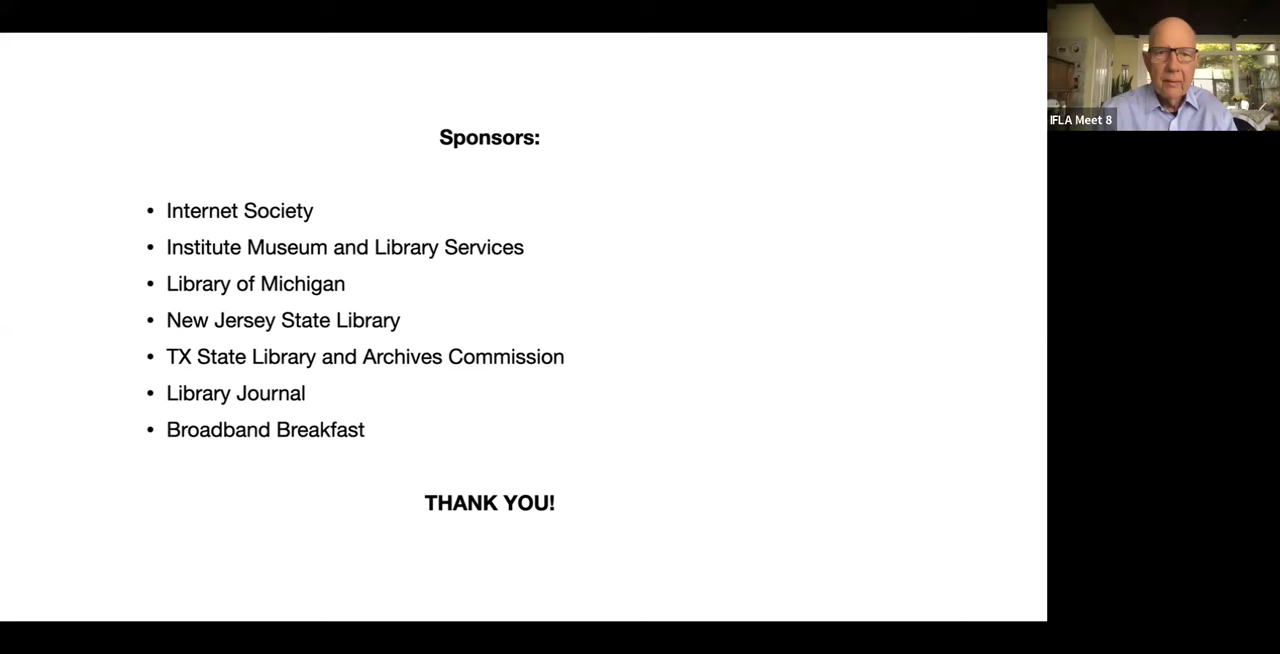 Sponsors:
• Internet Society
• Institute Museum and Library Services
• Library of Michigan
• New Jersey State Library
• TX State Library and Archives Commission
• Library Journal
• Broadband Breakfast
THANK YOU!
IFLA Meet 8